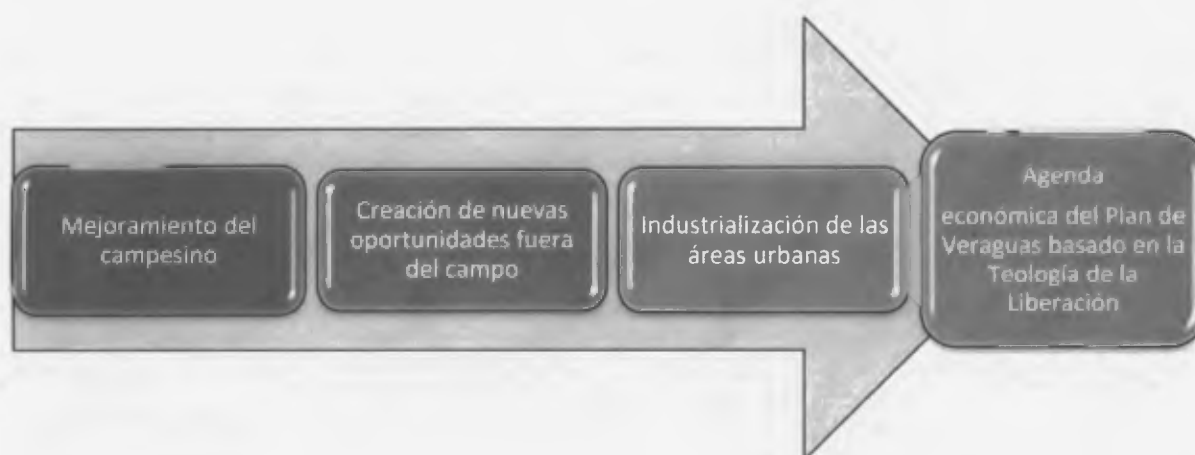 Mejoramiento del
campesino
Creación de nuevas
oportunidades fuera
del campo
Industrialización de las
áreas urbanas
Agenda
económica del Plan de
Veraguas basado en la
Teología de la
Liberación